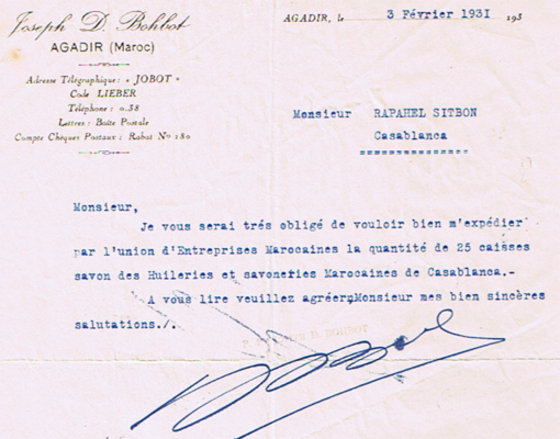 Joseph D. Bohbot
AGADIR (Maroc)
Adresse Télégraphique : « JOBOT »
Code LIEBER
Téléphone : 0.38
Lettres : Boîte Postale
Compte Chèques Postaux : Rabat Nº 180
AGADIR, le 3 Février 1931 193
Monsieur RAPAHEL SITBON
Casablanca
==============
Monsieur,
Je vous serai trés obligé de vouloir bien m'expédier
par l'union d'Entreprises Marocaines la quantité de 25 caisses
savon des Huileries et savoneries Marocaines de Casablanca.-
A vous lire veuillez agréer,Monsieur mes bien sincères
salutations./.
D. BOHBOT